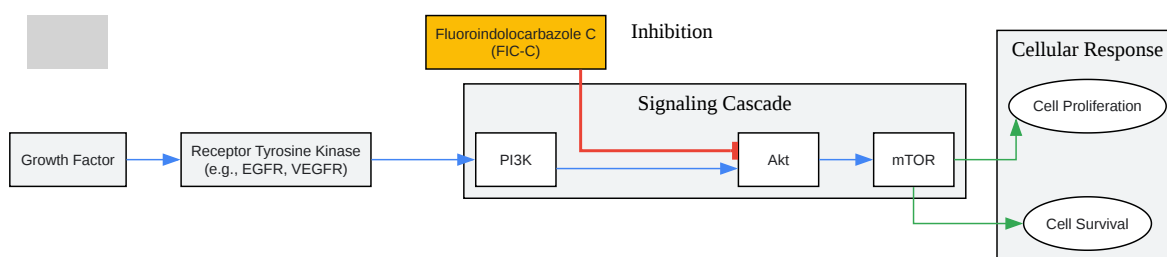 Fluoroindolocarbazole C
(FIC-C)
Inhibition
Cellular Response
Signaling Cascade
Cell Proliferation
Growth Factor
Receptor Tyrosine Kinase
(e.g., EGFR, VEGFR)
PI3K
Akt
mTOR
Cell Survival